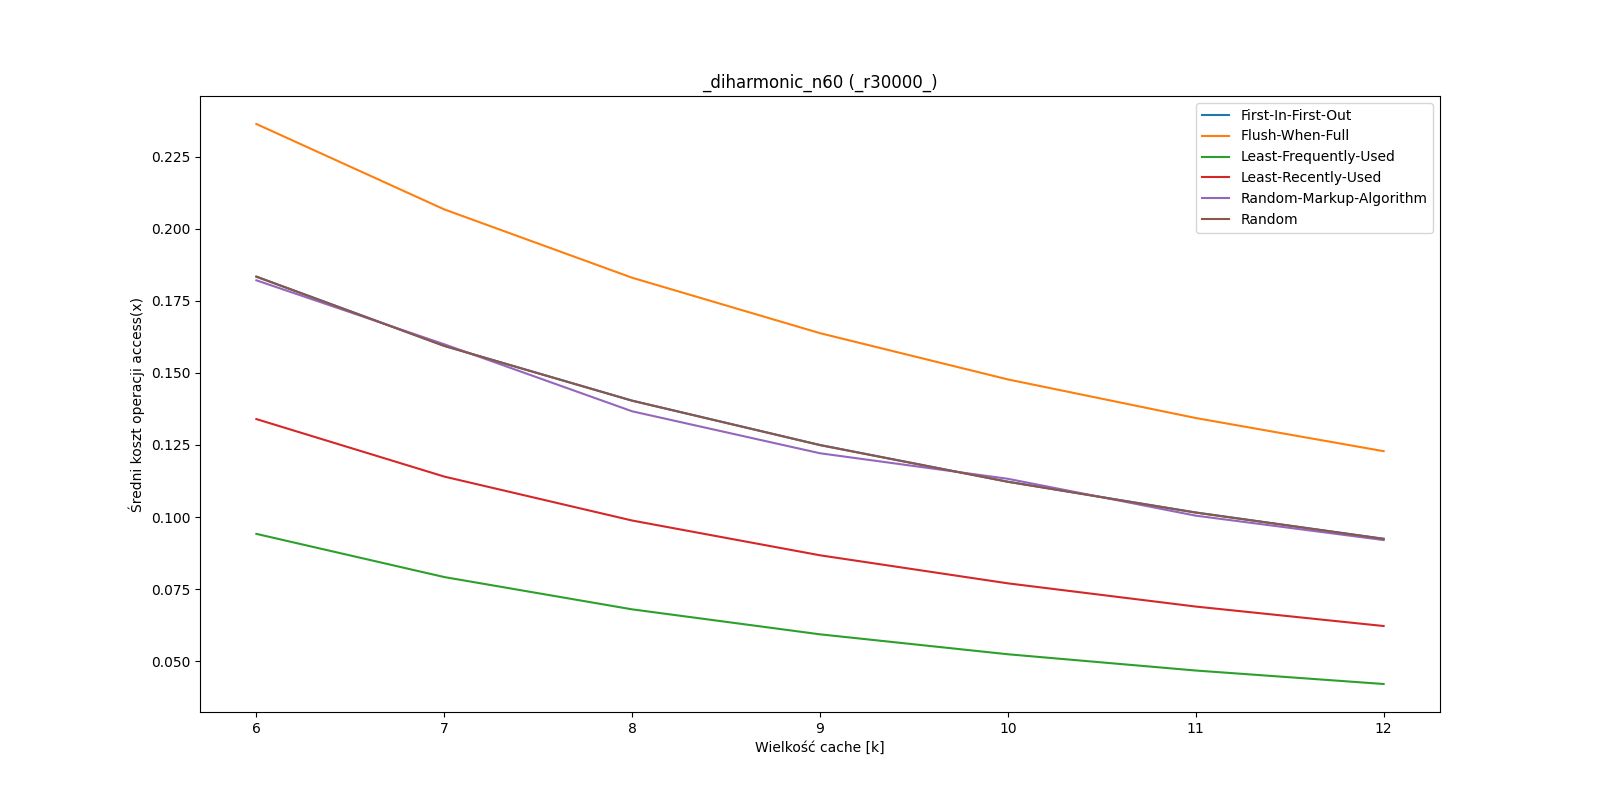 _diharmonic_n60 (_r30000_)
First-In-First-Out
Flush-When-Full
Least-Frequently-Used
Least-Recently-Used
Random-Markup-Algorithm
Random
Średni koszt operacji access(x)
0.225
0.200
0.175
0.150
0.125
0.100
0.075
0.050
6 7 8 9 10 11 12
Wielkość cache [k]